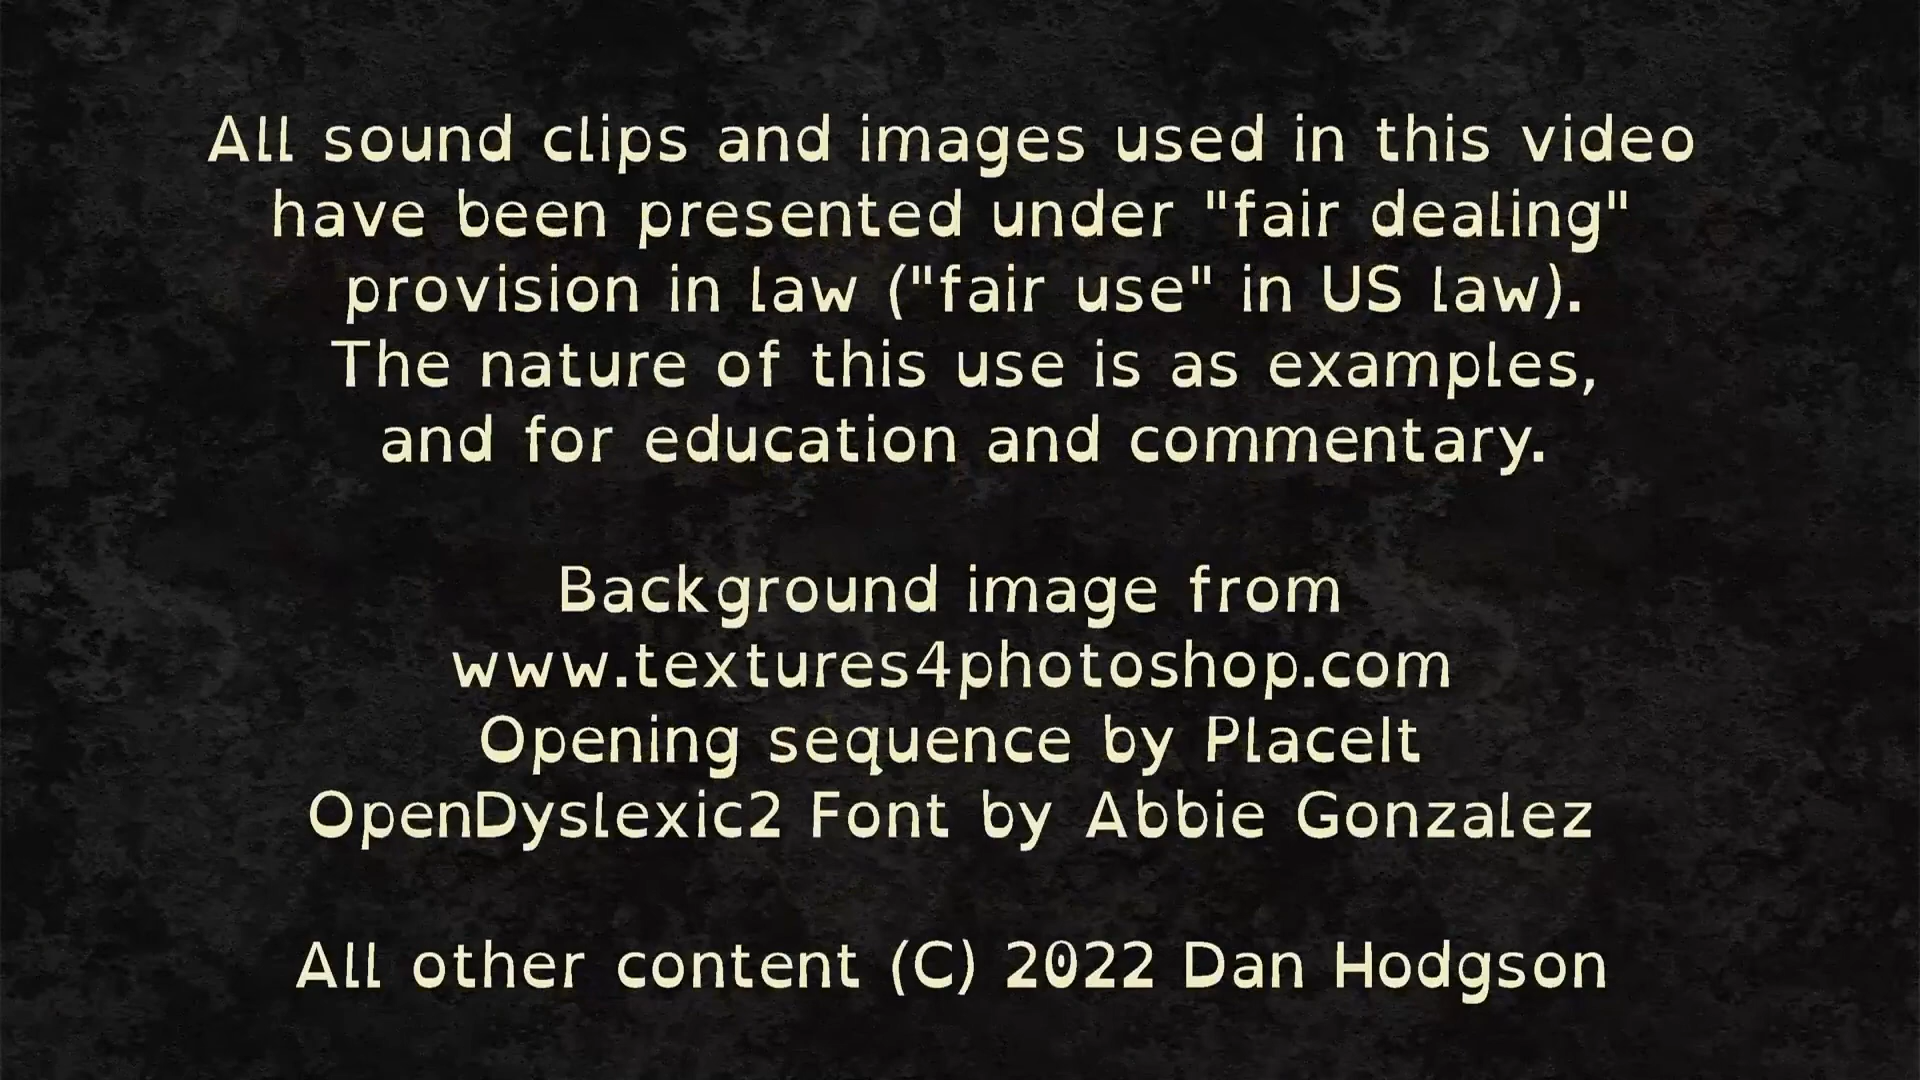 All sound clips and images used in this video
have been presented under "fair dealing"
provision in law ("fair use" in US law).
The nature of this use is as examples,
and for education and commentary.
Background image from
www.textures4photoshop.com
Opening sequence by PlaceIt
OpenDyslexic2 Font by Abbie Gonzalez
All other content (C) 2022 Dan Hodgson